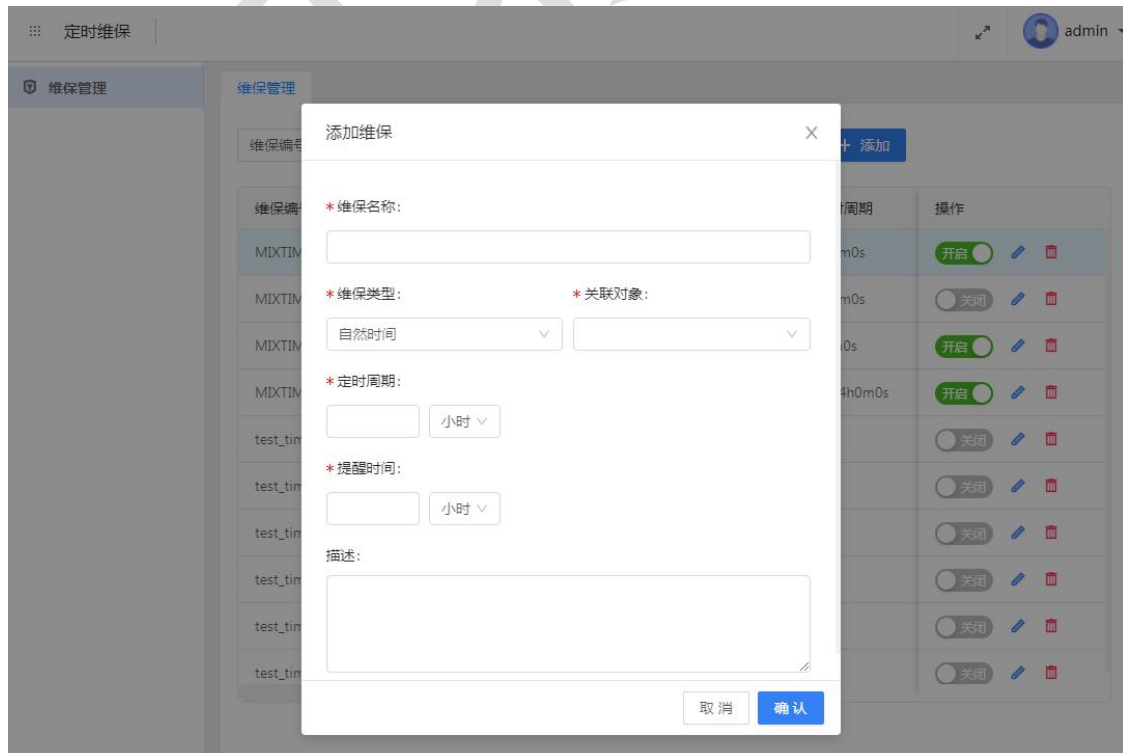 定时维保
admin
维保管理
维保管理
维保编号
+ 添加
添加维保
维保编
周期
操作
* 维保名称:
MIXTIM
m0s
开启
* 维保类型:
* 关联对象:
MIXTIM
m0s
关闭
自然时间
MIXTIM
0s
开启
* 定时周期:
MIXTIM
4h0m0s
开启
小时
test_tim
关闭
* 提醒时间:
test_tim
关闭
小时
test_tim
关闭
描述:
test_tim
关闭
test_tim
关闭
test_tim
关闭
取 消
确 认